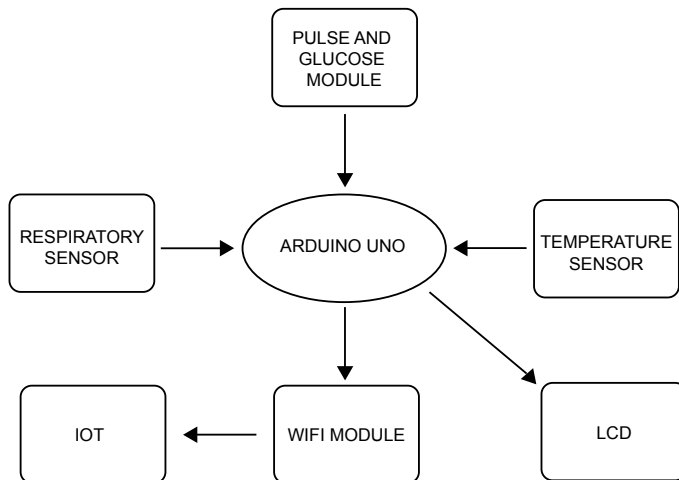 PULSE AND
GLUCOSE
MODULE
RESPIRATORY
SENSOR
ARDUINO UNO
TEMPERATURE
SENSOR
IOT
WIFI MODULE
LCD